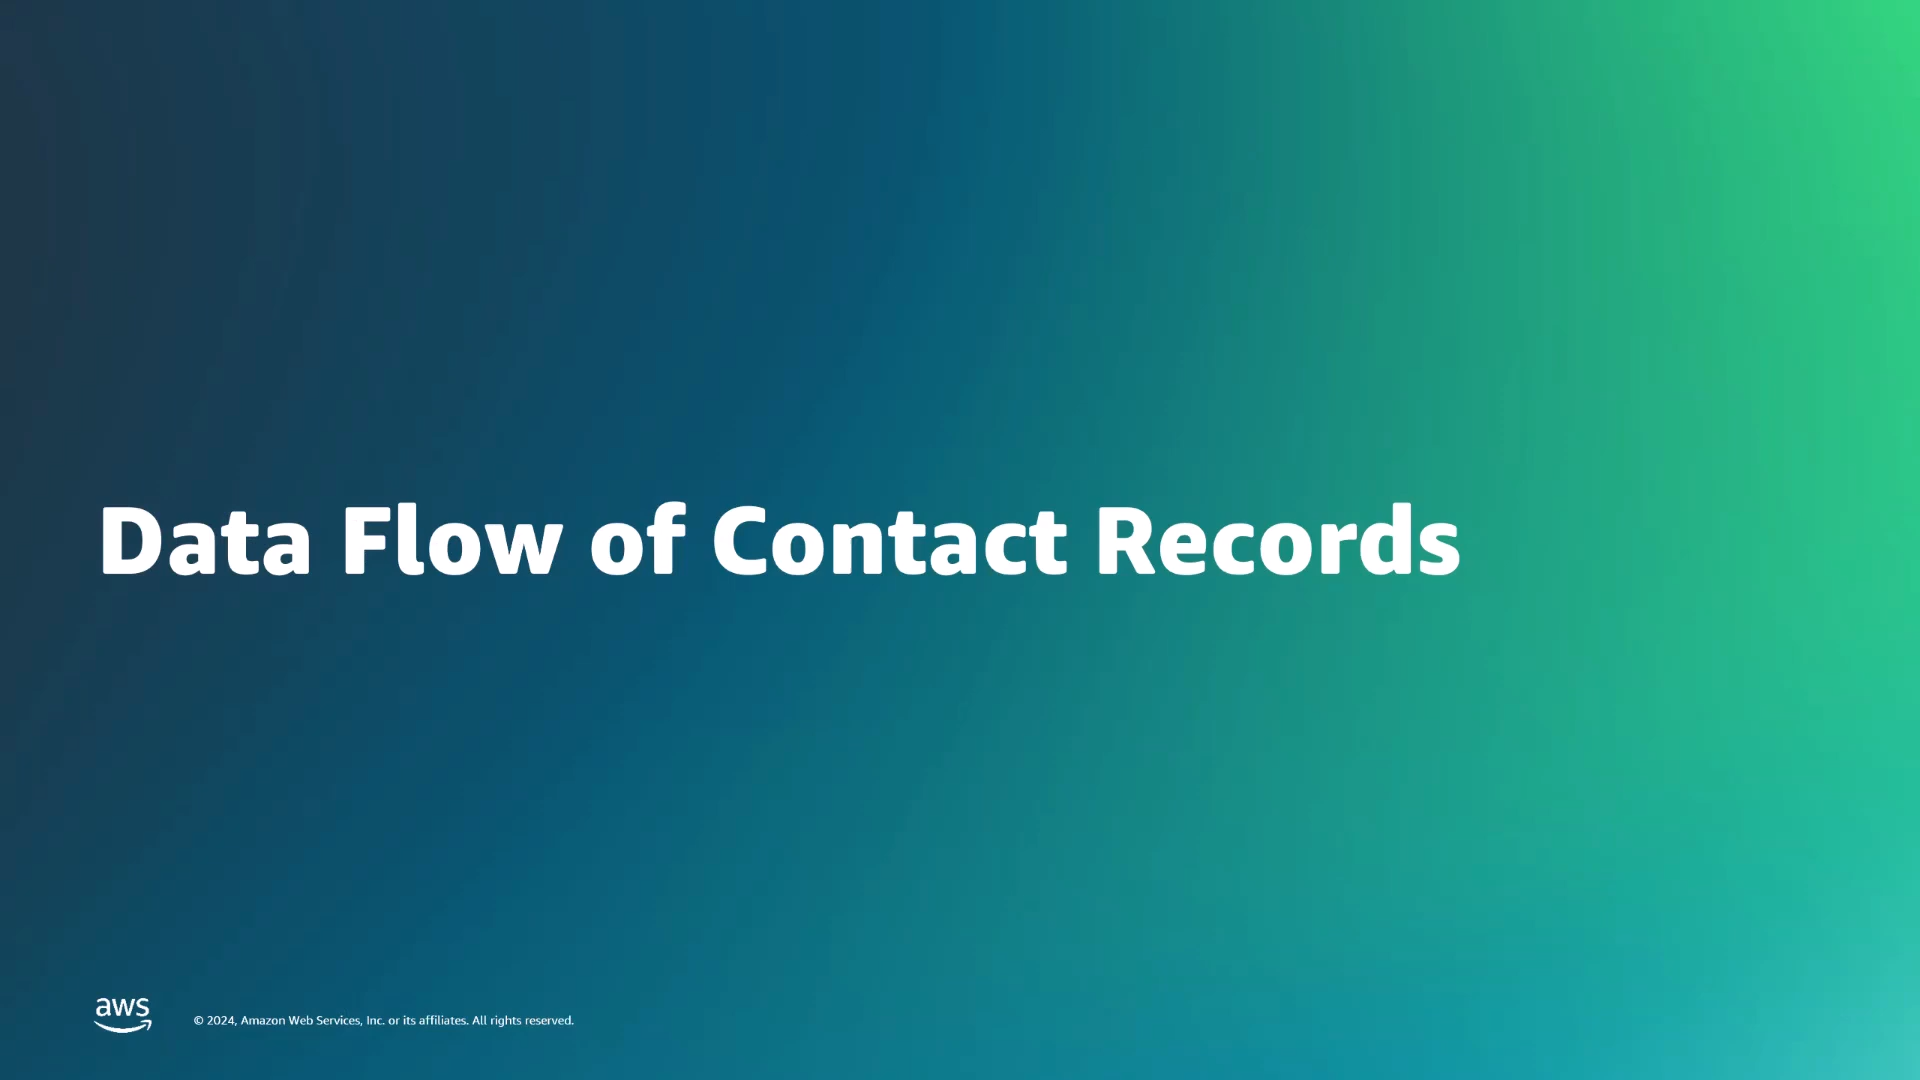 Data Flow of Contact Records
aws
© 2024, Amazon Web Services, Inc. or its affiliates. All rights reserved.